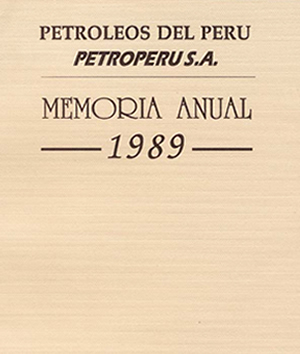 PETROLEOS DEL PERU
PETROPERU S.A.
MEMORIA ANUAL
1989